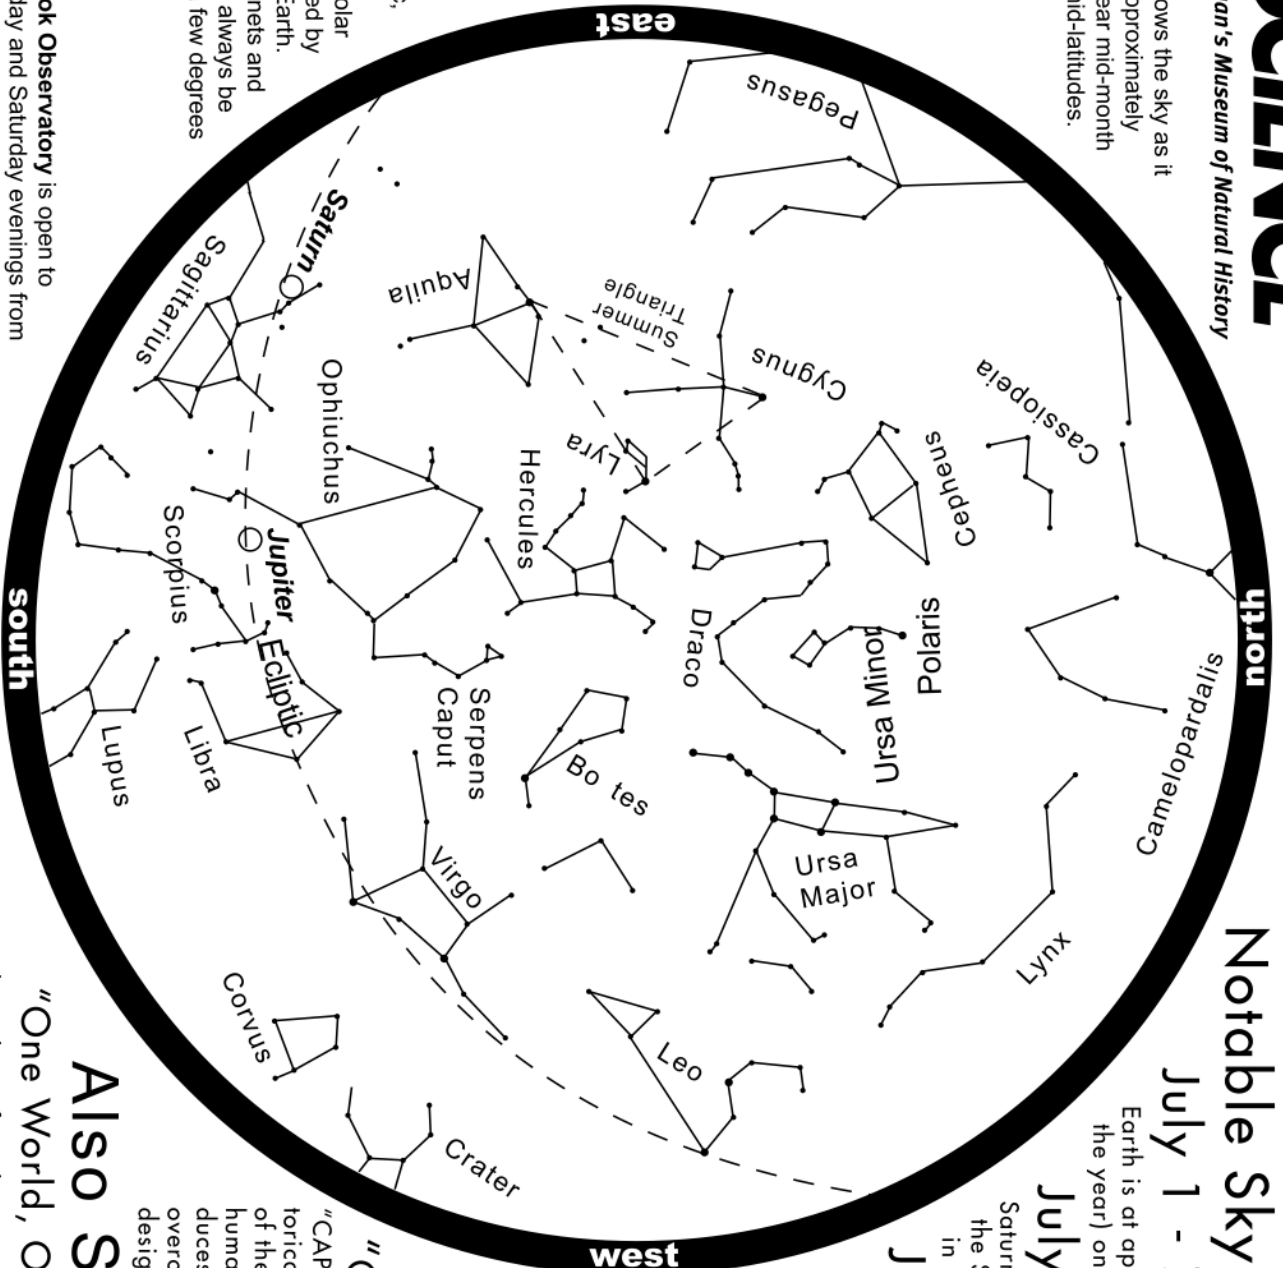 SCIENCE
van's Museum of Natural History
ows the sky as it
pproximately
ear mid-month
id-latitudes.
olar
ed by
Earth.
nets and
always be
few degrees
ok Observatory is open to
day and Saturday evenings from
east
north
south
west
Pegasus
Saturn
Sagittarius
Aquila
Summer
Triangle
Cygnus
Cassiopeia
Cepheus
Lyra
Hercules
Ophiuchus
Scorpius
Jupiter
Ecliptic
Draco
Polaris
Ursa Minor
Camelopardalis
Serpens
Caput
Lupus
Libra
Bo tes
Virgo
Ursa
Major
Lynx
Corvus
Leo
Crater
Notable Sky
July 1 -
Earth is at ap
the year) on
July
Saturn
the S
in
J
Also S
"One World, O
"C
"CAP
torica
of the
human
duces
overc
desig